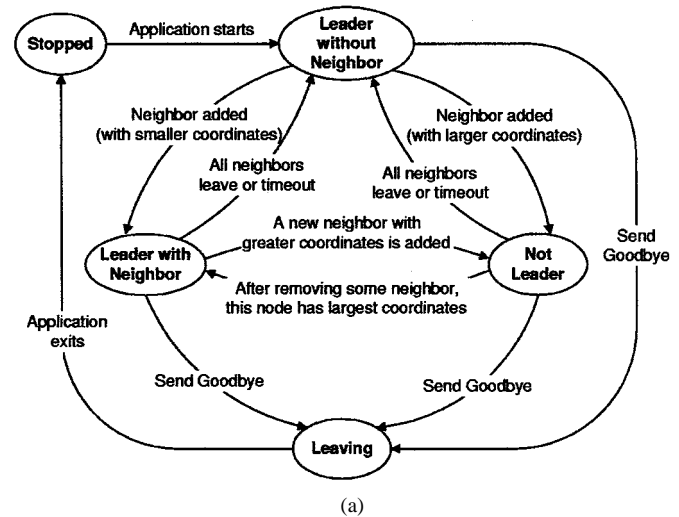 Stopped
Application starts
Leader
without
Neighbor
Neighbor added
(with smaller coordinates)
Neighbor added
(with larger coordinates)
All neighbors
leave or timeout
All neighbors
leave or timeout
A new neighbor with
greater coordinates is added
Leader with
Neighbor
Not
Leader
Send
Goodbye
After removing some neighbor,
this node has largest coordinates
Application
exits
Send Goodbye
Send Goodbye
Leaving
(a)